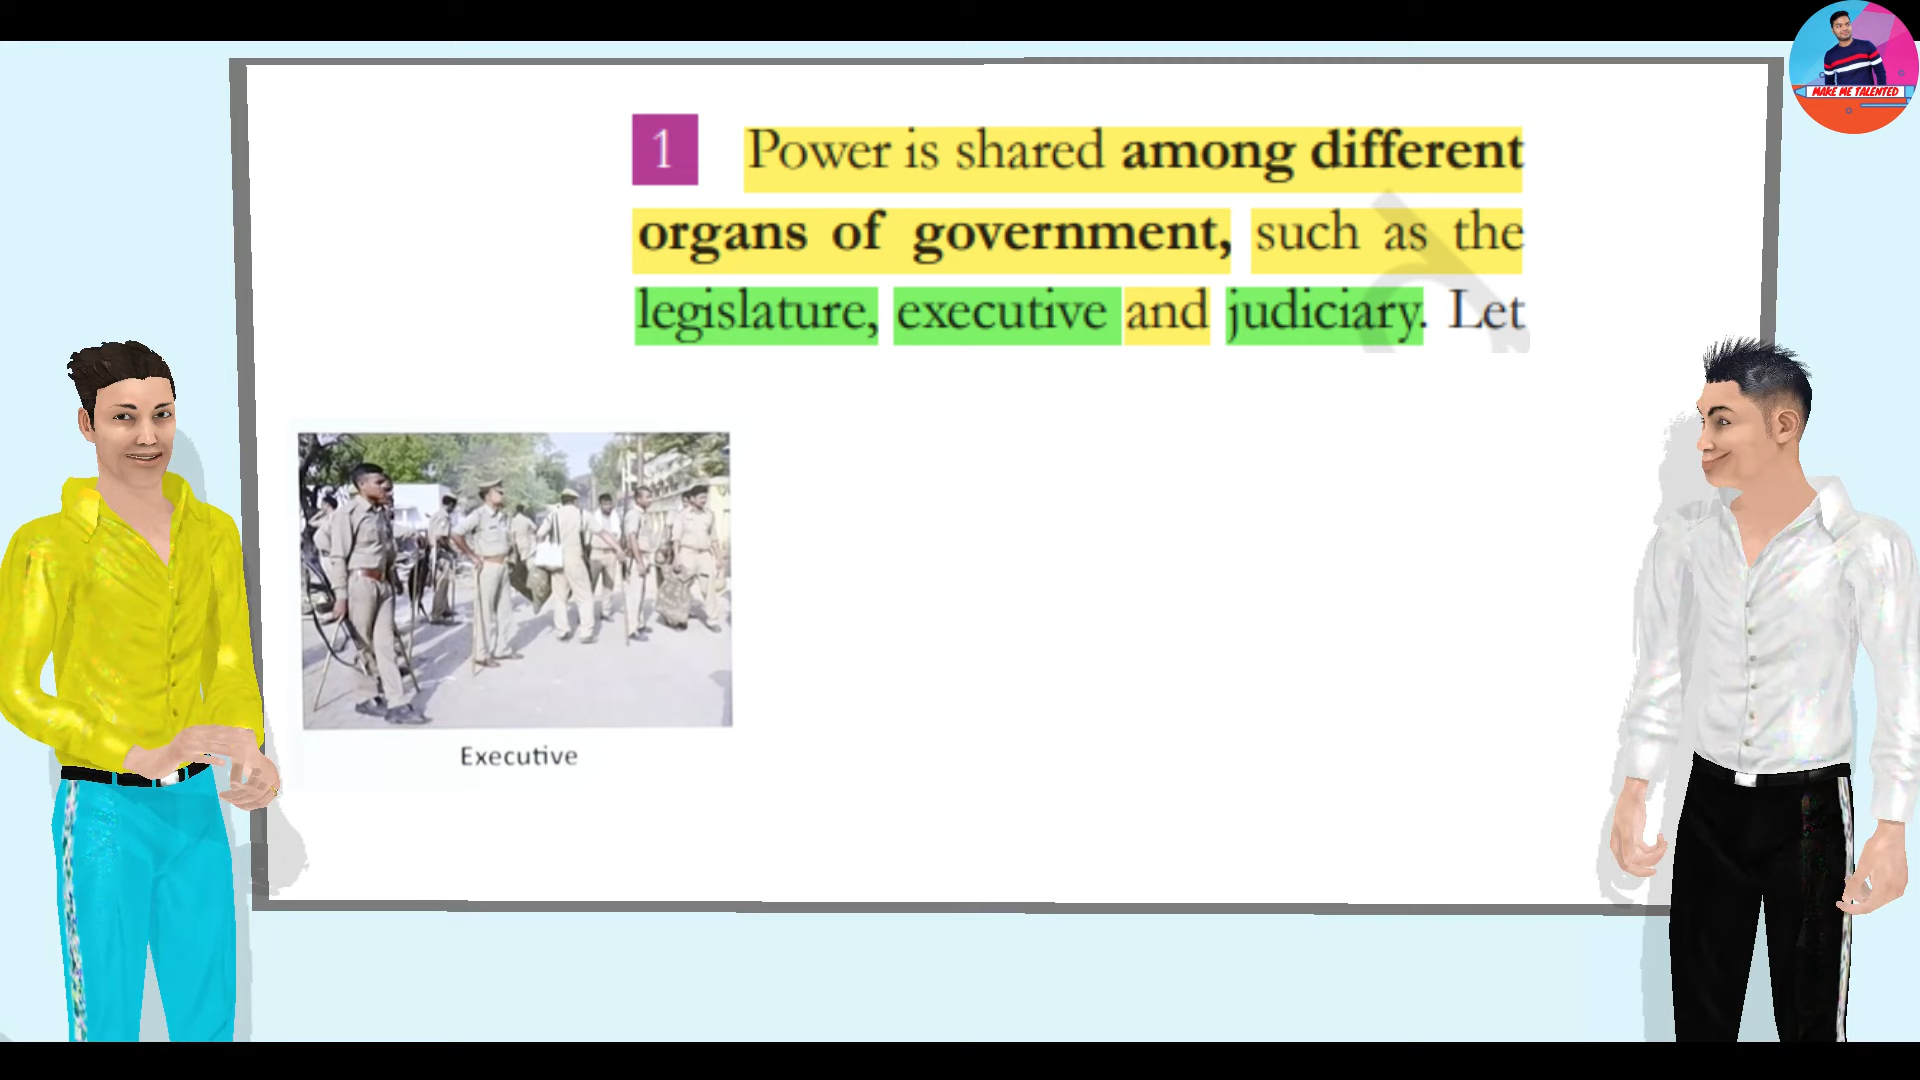 MAKE ME TALENTED
1 Power is shared among different
organs of government, such as the
legislature, executive and judiciary. Let
Executive